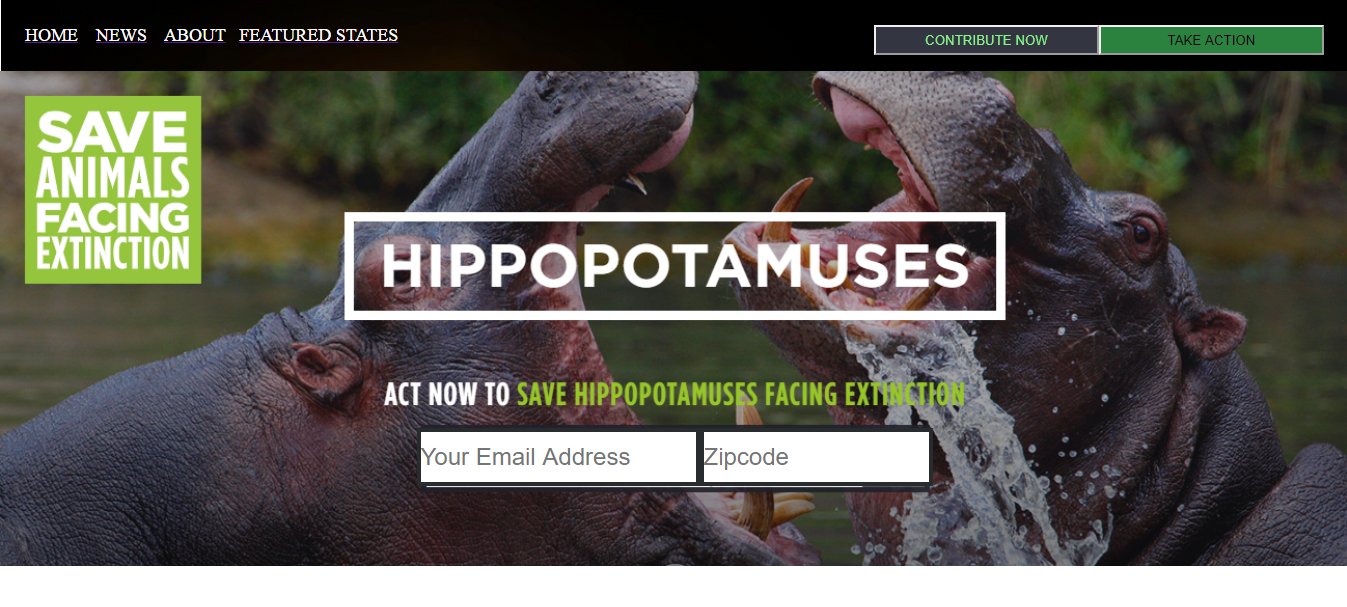 HOME NEWS ABOUT FEATURED STATES
CONTRIBUTE NOW TAKE ACTION
SAVE
ANIMALS
FACING
EXTINCTION
HIPPOPOTAMUSES
ACT NOW TO SAVE HIPPOPOTAMUSES FACING EXTINCTION
Your Email Address Zipcode